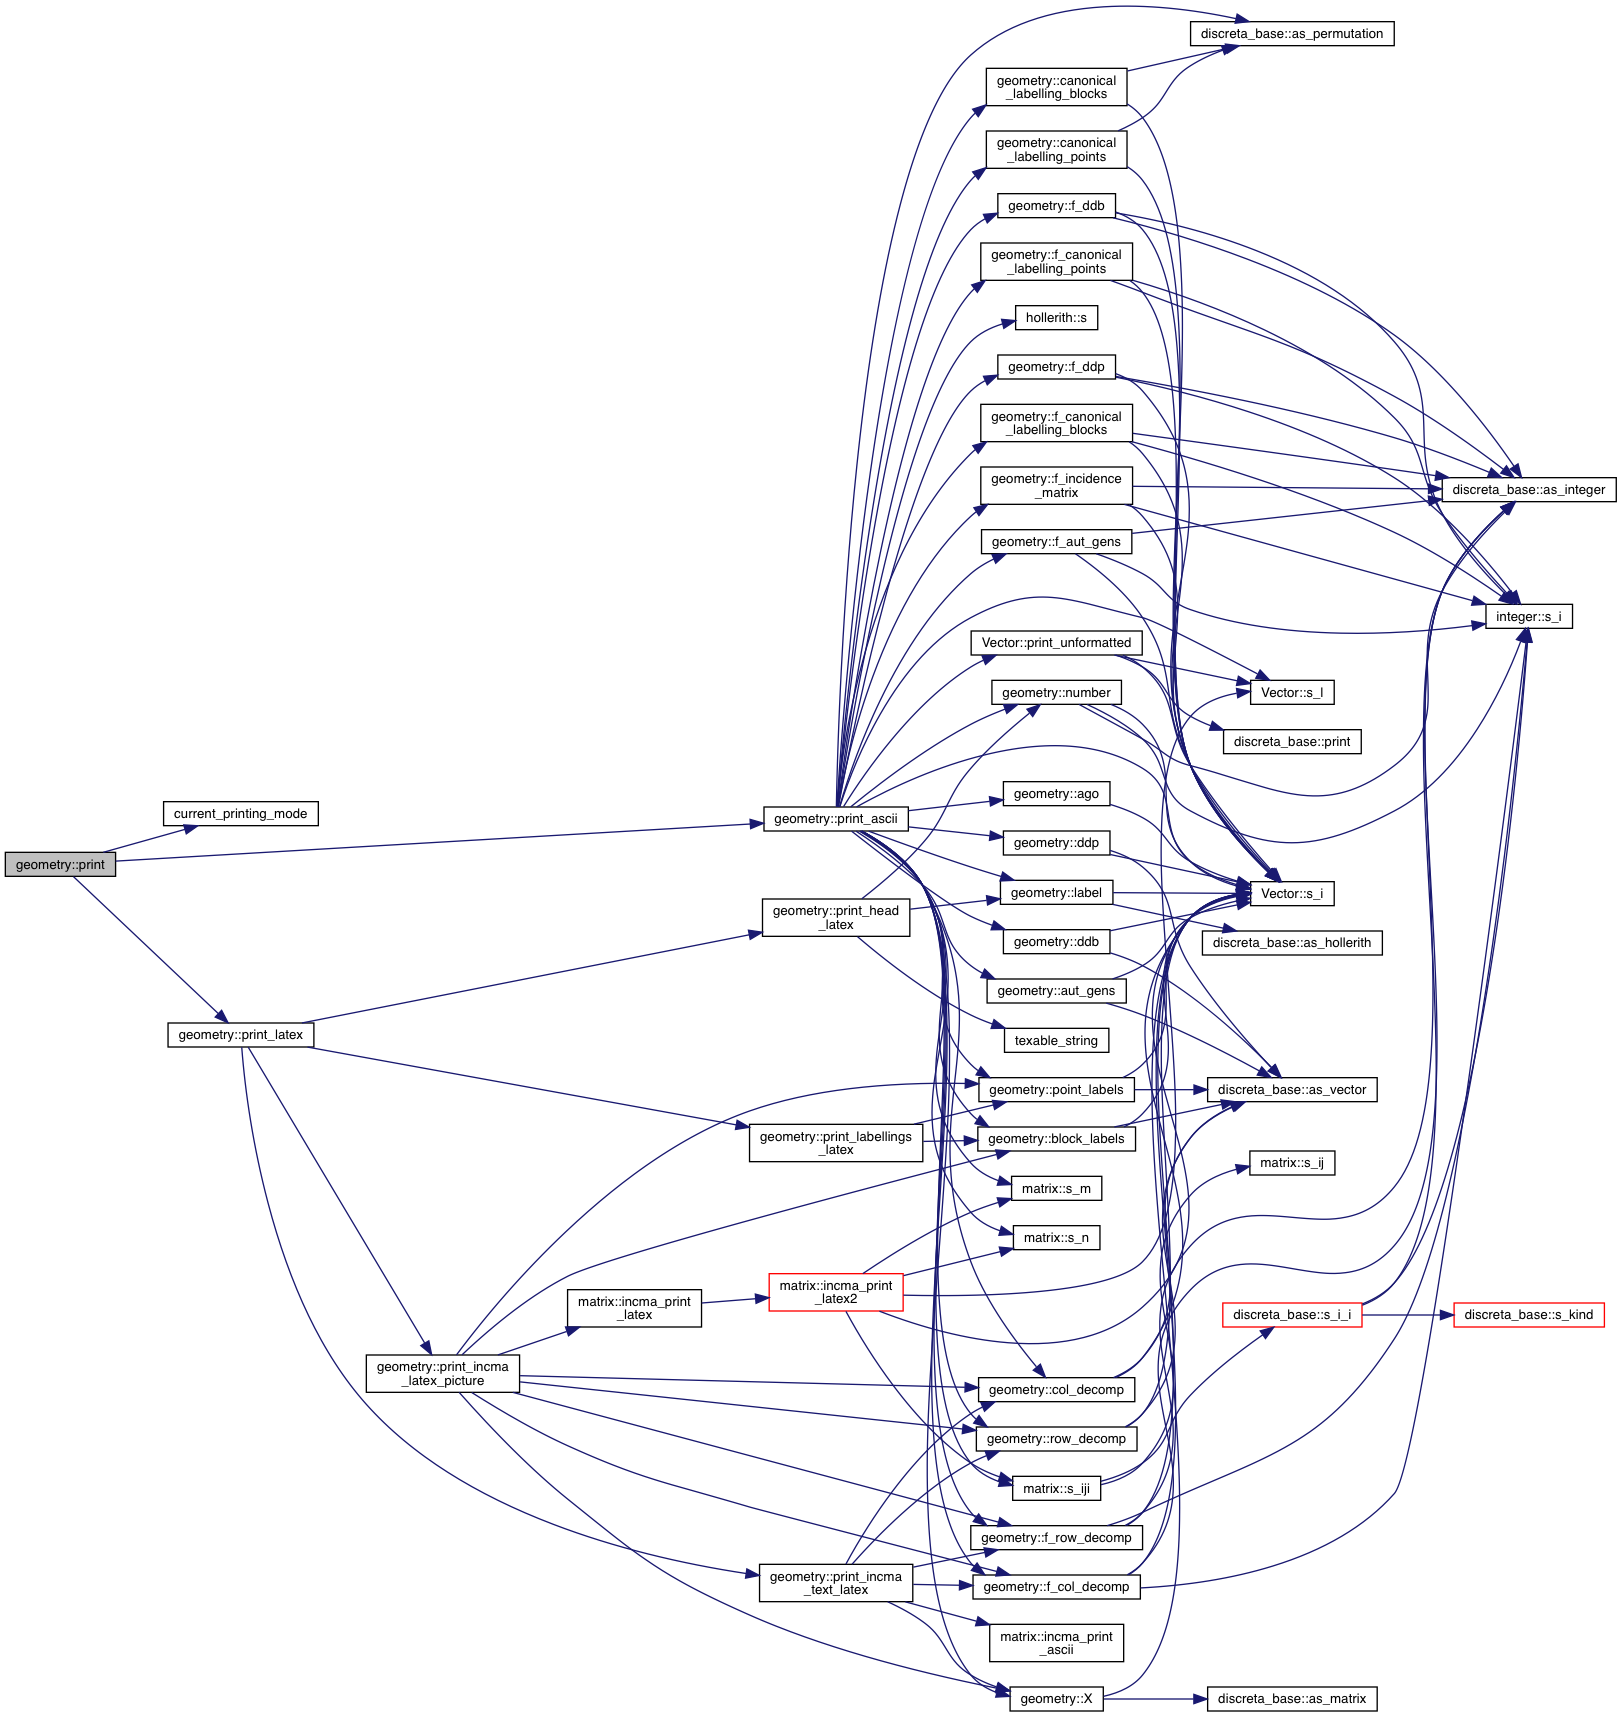 discreta_base::as_permutation
geometry::canonical
_labelling_blocks
geometry::canonical
_labelling_points
geometry::f_ddb
geometry::f_canonical
_labelling_points
hollerith::s
geometry::f_ddp
geometry::f_canonical
_labelling_blocks
geometry::f_incidence
_matrix
discreta_base::as_integer
geometry::f_aut_gens
integer::s_i
Vector::print_unformatted
geometry::number
Vector::s_l
discreta_base::print
geometry::ago
current_printing_mode
geometry::print_ascii
geometry::ddp
geometry::print
geometry::label
Vector::s_i
geometry::print_head
_latex
geometry::ddb
discreta_base::as_hollerith
geometry::aut_gens
geometry::print_latex
texable_string
geometry::point_labels
discreta_base::as_vector
geometry::print_labellings
_latex
geometry::block_labels
matrix::s_ij
matrix::s_m
matrix::s_n
matrix::incma_print
_latex2
matrix::incma_print
_latex
discreta_base::s_i_i
discreta_base::s_kind
geometry::print_incma
_latex_picture
geometry::col_decomp
geometry::row_decomp
matrix::s_iji
geometry::f_row_decomp
geometry::print_incma
_text_latex
geometry::f_col_decomp
matrix::incma_print
_ascii
geometry::X
discreta_base::as_matrix